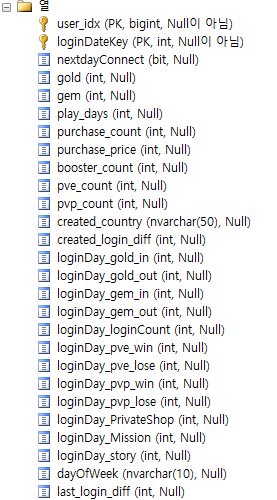 열
user_idx (PK, bigint, Null이 아님)
loginDateKey (PK, int, Null이 아님)
nextdayConnect (bit, Null)
gold (int, Null)
gem (int, Null)
play_days (int, Null)
purchase_count (int, Null)
purchase_price (int, Null)
booster_count (int, Null)
pve_count (int, Null)
pvp_count (int, Null)
created_country (nvarchar(50), Null)
created_login_diff (int, Null)
loginDay_gold_in (int, Null)
loginDay_gold_out (int, Null)
loginDay_gem_in (int, Null)
loginDay_gem_out (int, Null)
loginDay_loginCount (int, Null)
loginDay_pve_win (int, Null)
loginDay_pve_lose (int, Null)
loginDay_pvp_win (int, Null)
loginDay_pvp_lose (int, Null)
loginDay_PrivateShop (int, Null)
loginDay_Mission (int, Null)
loginDay_story (int, Null)
dayOfWeek (nvarchar(10), Null)
last_login_diff (int, Null)